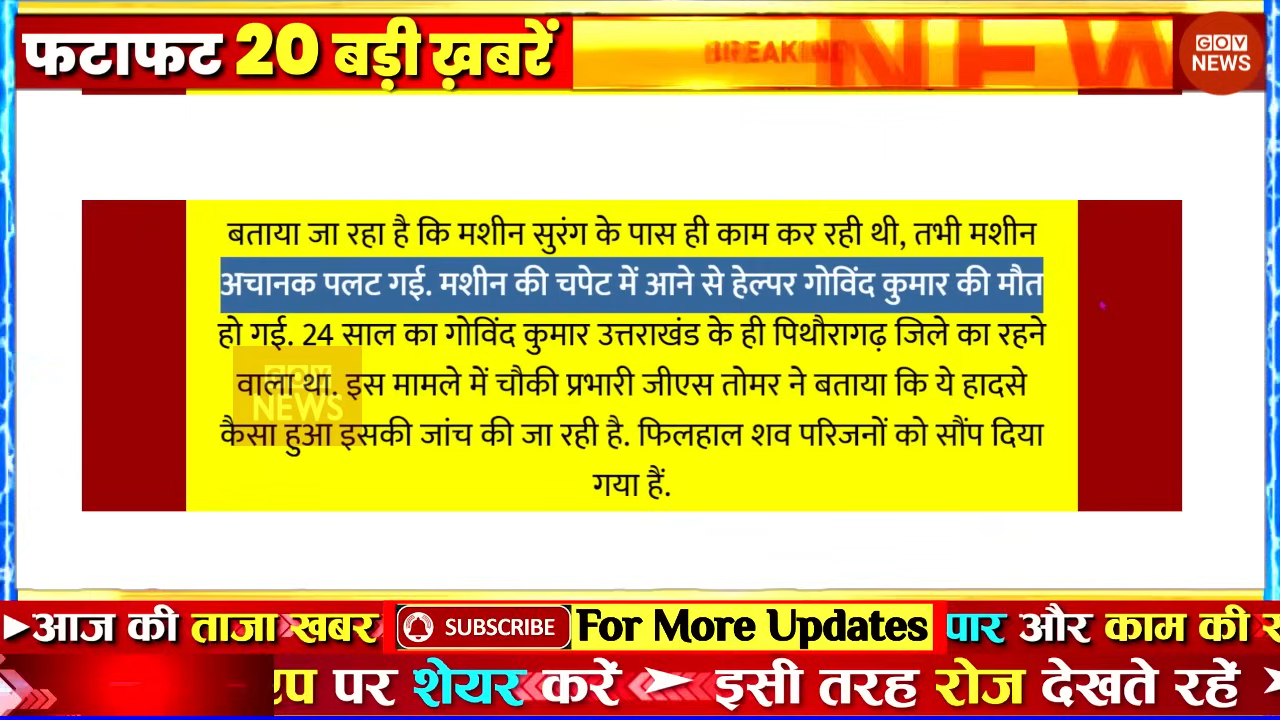 फटाफट 20 बड़ी ख़बरें
BREAKING NEW
GOV
NEWS
बताया जा रहा है कि मशीन सुरंग के पास ही काम कर रही थी, तभी मशीन
अचानक पलट गई. मशीन की चपेट में आने से हेल्पर गोविंद कुमार की मौत
हो गई. 24 साल का गोविंद कुमार उत्तराखंड के ही पिथौरागढ़ जिले का रहने
वाला था. इस मामले में चौकी प्रभारी जीएस तोमर ने बताया कि ये हादसे
कैसा हुआ इसकी जांच की जा रही है. फिलहाल शव परिजनों को सौंप दिया
गया हैं.
GOV
NEWS
आज की ताजा खबर SUBSCRIBE For More Updates पार और काम की
पर शेयर करें इसी तरह रोज देखते रहें